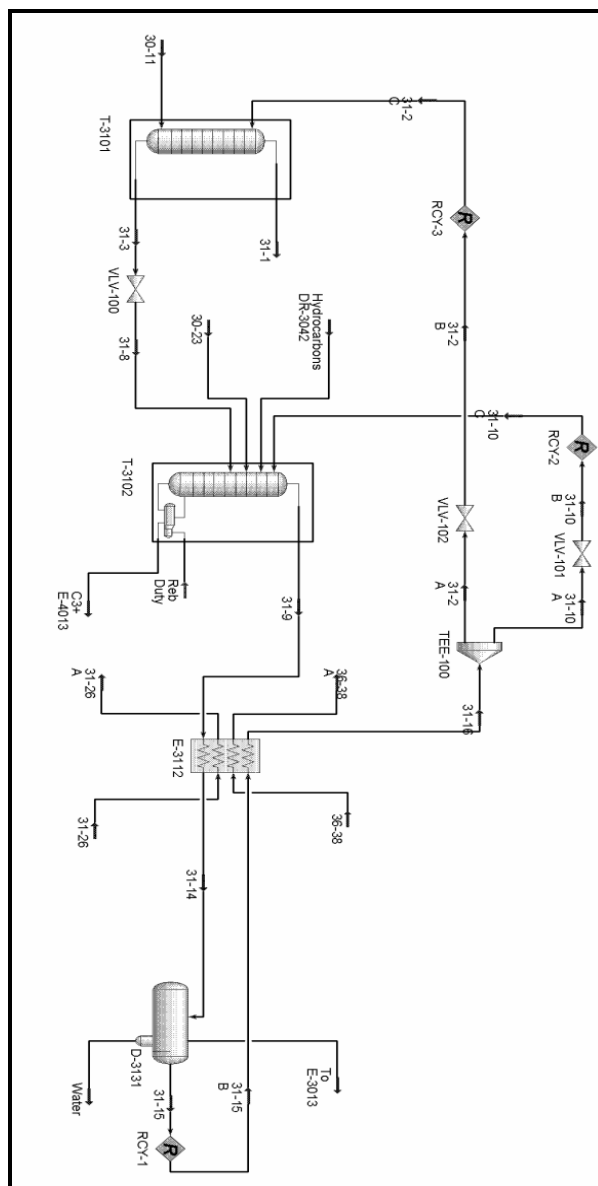 30-11
T-3101
31-3
31-1
VLV-100
31-8
30-23
Hydrocarbons
DR-3042
T-3102
C3+
E-4013
Reb
Duty
31-9
31-2
C
RCY-3
R
31-2
B
VLV-102
31-2
A
31-10
C
RCY-2
R
31-10
B
VLV-101
31-10
A
TEE-100
31-16
31-26
A
36-38
A
E-3112
31-26
36-38
31-14
D-3131
Water
To
E-3013
31-15
RCY-1
R
31-15
B